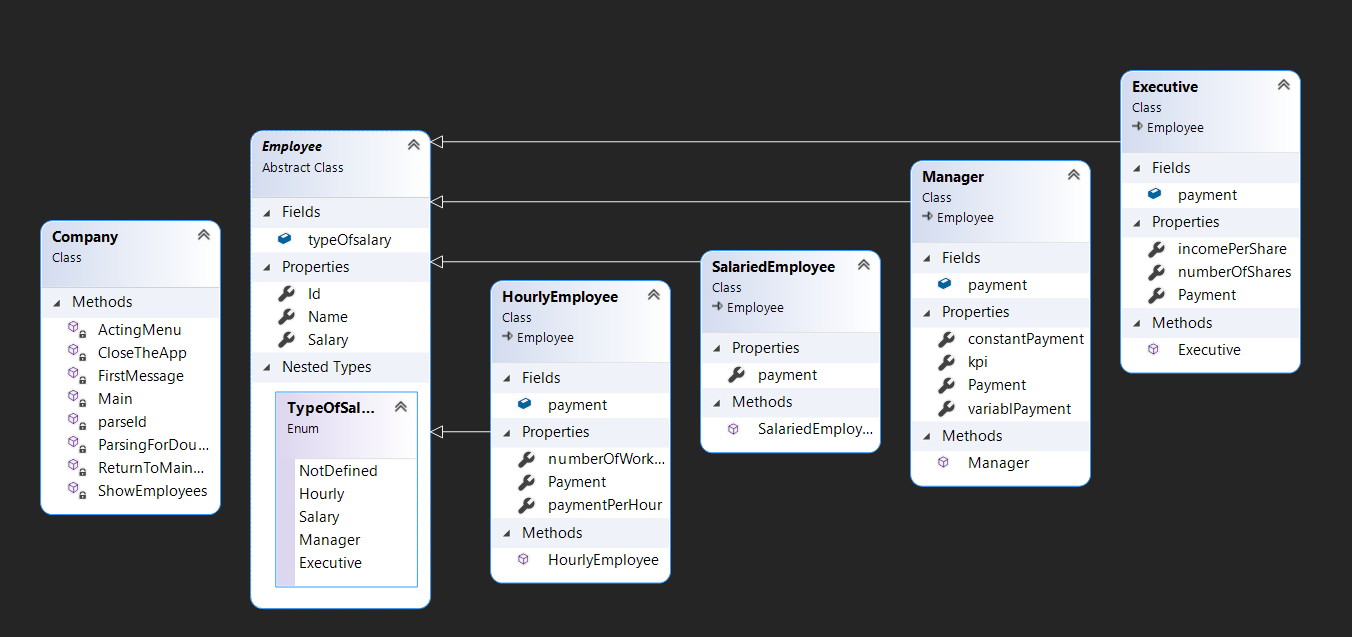 Company
Class
Methods
ActingMenu
CloseTheApp
FirstMessage
Main
parseId
ParsingForDou...
ReturnToMain...
ShowEmployees
Employee
Abstract Class
Fields
typeOfsalary
Properties
Id
Name
Salary
Nested Types
TypeOfSal...
Enum
NotDefined
Hourly
Salary
Manager
Executive
HourlyEmployee
Class
Employee
Fields
payment
Properties
numberOfWork...
Payment
paymentPerHour
Methods
HourlyEmployee
SalariedEmployee
Class
Employee
Properties
payment
Methods
SalariedEmploy...
Manager
Class
Employee
Fields
payment
Properties
constantPayment
kpi
Payment
variablPayment
Methods
Manager
Executive
Class
Employee
Fields
payment
Properties
incomePerShare
numberOfShares
Payment
Methods
Executive